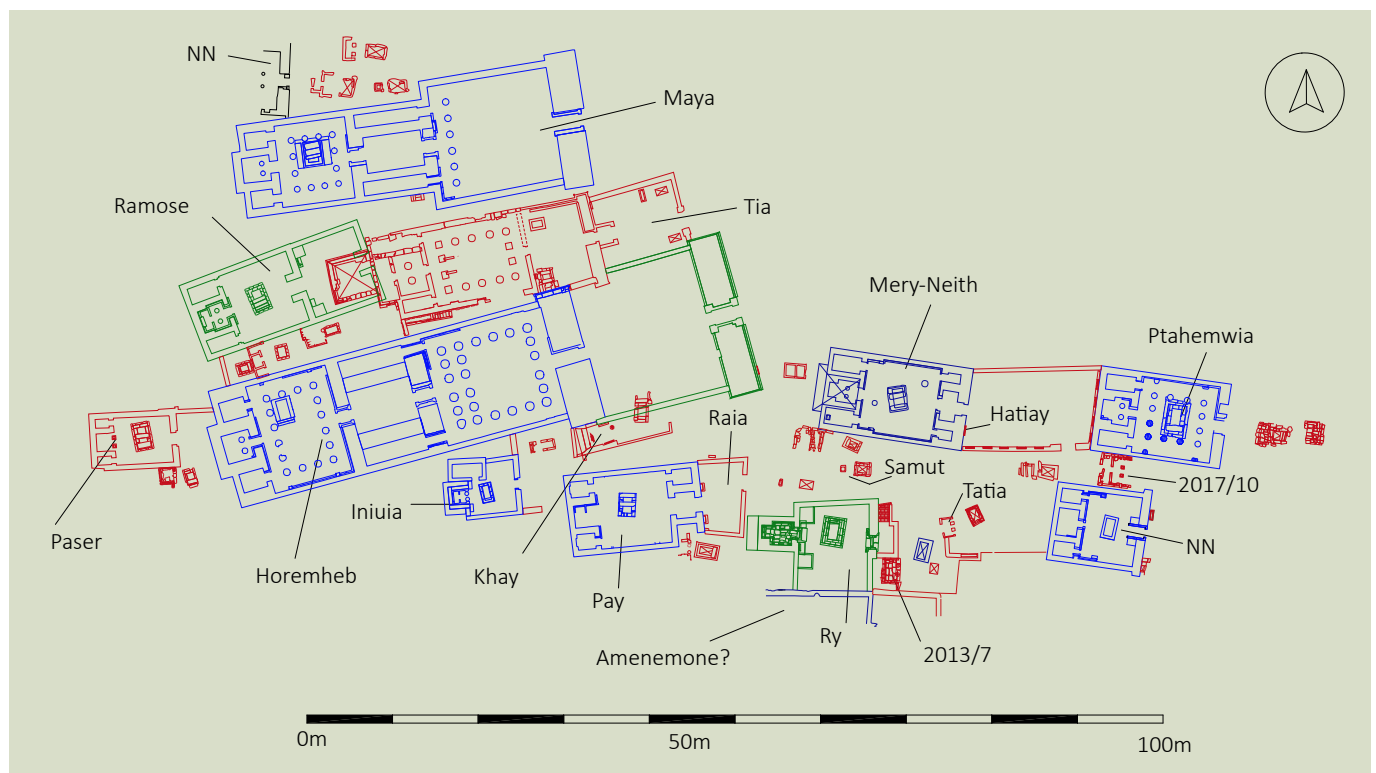 NN
Maya
Ramose
Tia
Mery-Neith
Ptahemwia
Hatiay
Raia
Samut
2017/10
Tatia
Iniuia
Paser
NN
Horemheb
Khay
Pay
Ry
Amenemone?
2013/7
0m
50m
100m